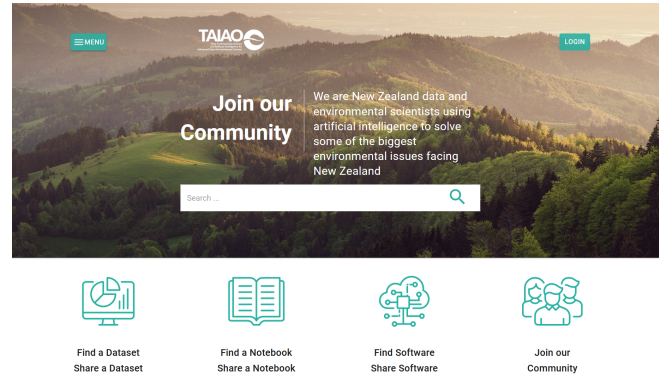 MENU
TAIAO
LOGIN
Join our
Community
We are New Zealand data and
environmental scientists using
artificial intelligence to solve
some of the biggest
environmental issues facing
New Zealand
Search ...
Find a Dataset
Share a Dataset
Find a Notebook
Share a Notebook
Find Software
Share Software
Join our
Community